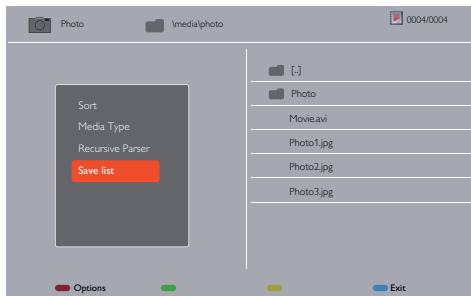 Photo
\media\photo
0004/0004
Sort
Media Type
Recursive Parser
Save list
[..]
Photo
Movie.avi
Photo1.jpg
Photo2.jpg
Photo3.jpg
Options
Exit